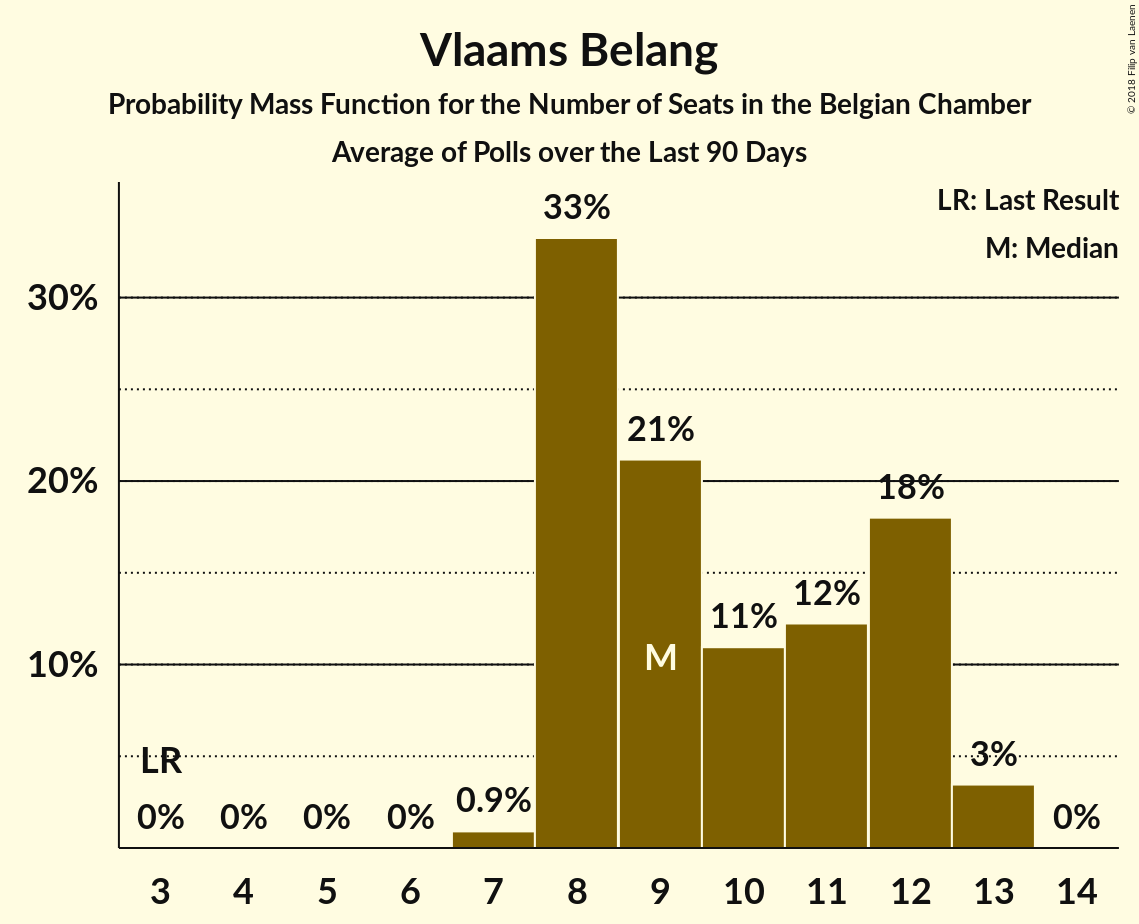 Vlaams Belang
Probability Mass Function for the Number of Seats in the Belgian Chamber
Average of Polls over the Last 90 Days
© 2018 Filip van Laenen
LR: Last Result
M: Median
33%
30%
21%
20%
18%
12%
11%
10%
M
LR
3%
0.9%
0% 0% 0% 0% 0%
3 4 5 6 7 8 9 10 11 12 13 14